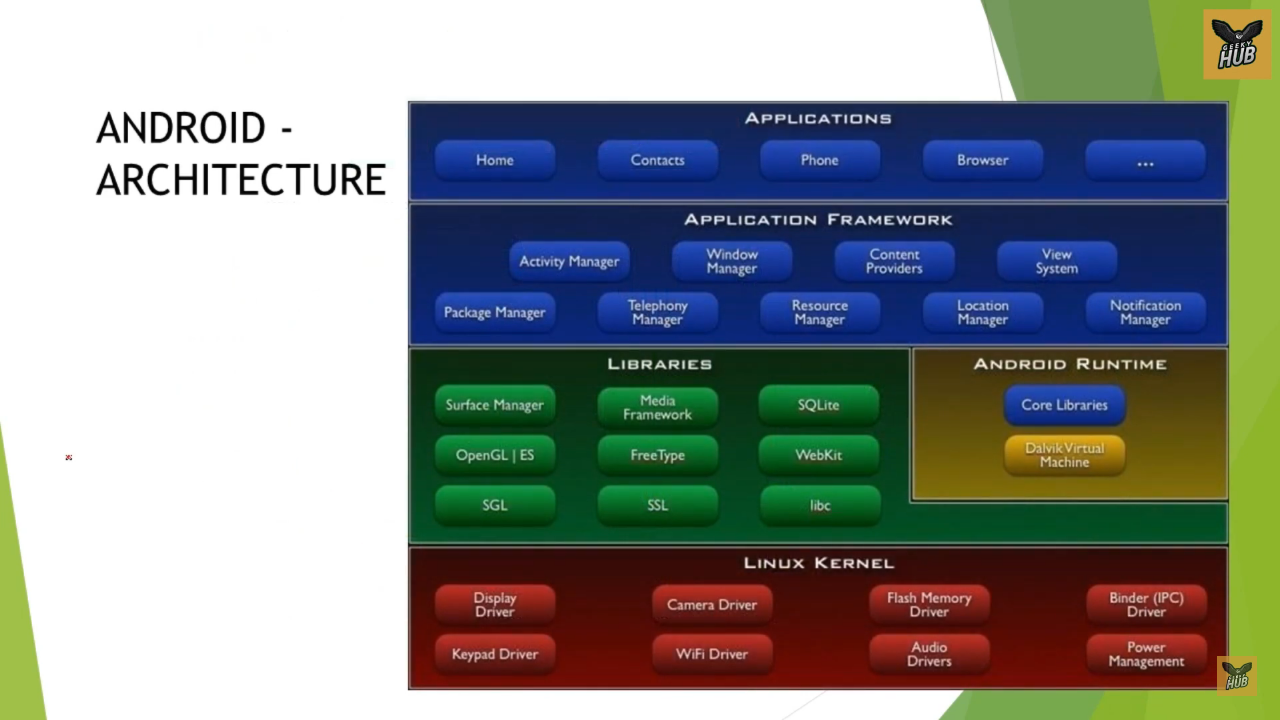 GEEKY
HUB
ANDROID -
ARCHITECTURE
APPLICATIONS
Home
Contacts
Phone
Browser
...
APPLICATION FRAMEWORK
Activity Manager
Window
Manager
Content
Providers
View
System
Package Manager
Telephony
Manager
Resource
Manager
Location
Manager
Notification
Manager
LIBRARIES
Surface Manager
Media
Framework
SQLite
OpenGL | ES
FreeType
WebKit
SGL
SSL
libc
ANDROID RUNTIME
Core Libraries
Dalvik Virtual
Machine
LINUX KERNEL
Display
Driver
Camera Driver
Flash Memory
Driver
Binder (IPC)
Driver
Keypad Driver
WiFi Driver
Audio
Drivers
Power
Management
HUB